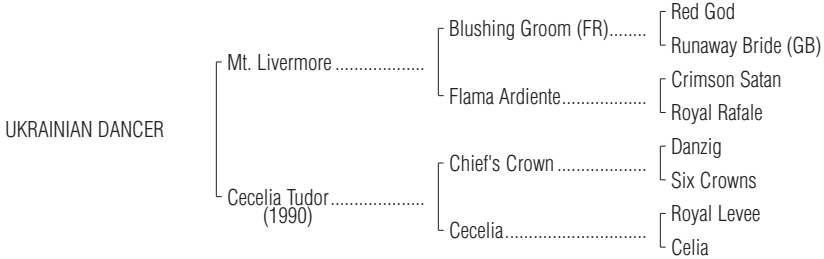 Red God
Blushing Groom (FR)........
Runaway Bride (GB)
Mt. Livermore ....................
Crimson Satan
Flama Ardiente...................
Royal Rafale
UKRAINIAN DANCER
Danzig
Chief's Crown ....................
Six Crowns
Cecelia Tudor.....................
(1990)
Royal Levee
Cecelia................................
Celia